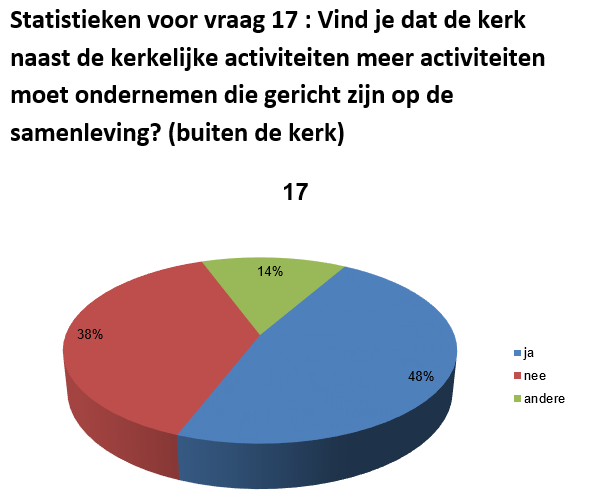 Statistieken voor vraag 17 : Vind je dat de kerk
naast de kerkelijke activiteiten meer activiteiten
moet ondernemen die gericht zijn op de
samenleving? (buiten de kerk)
17
14%
38%
48%
ja
nee
andere